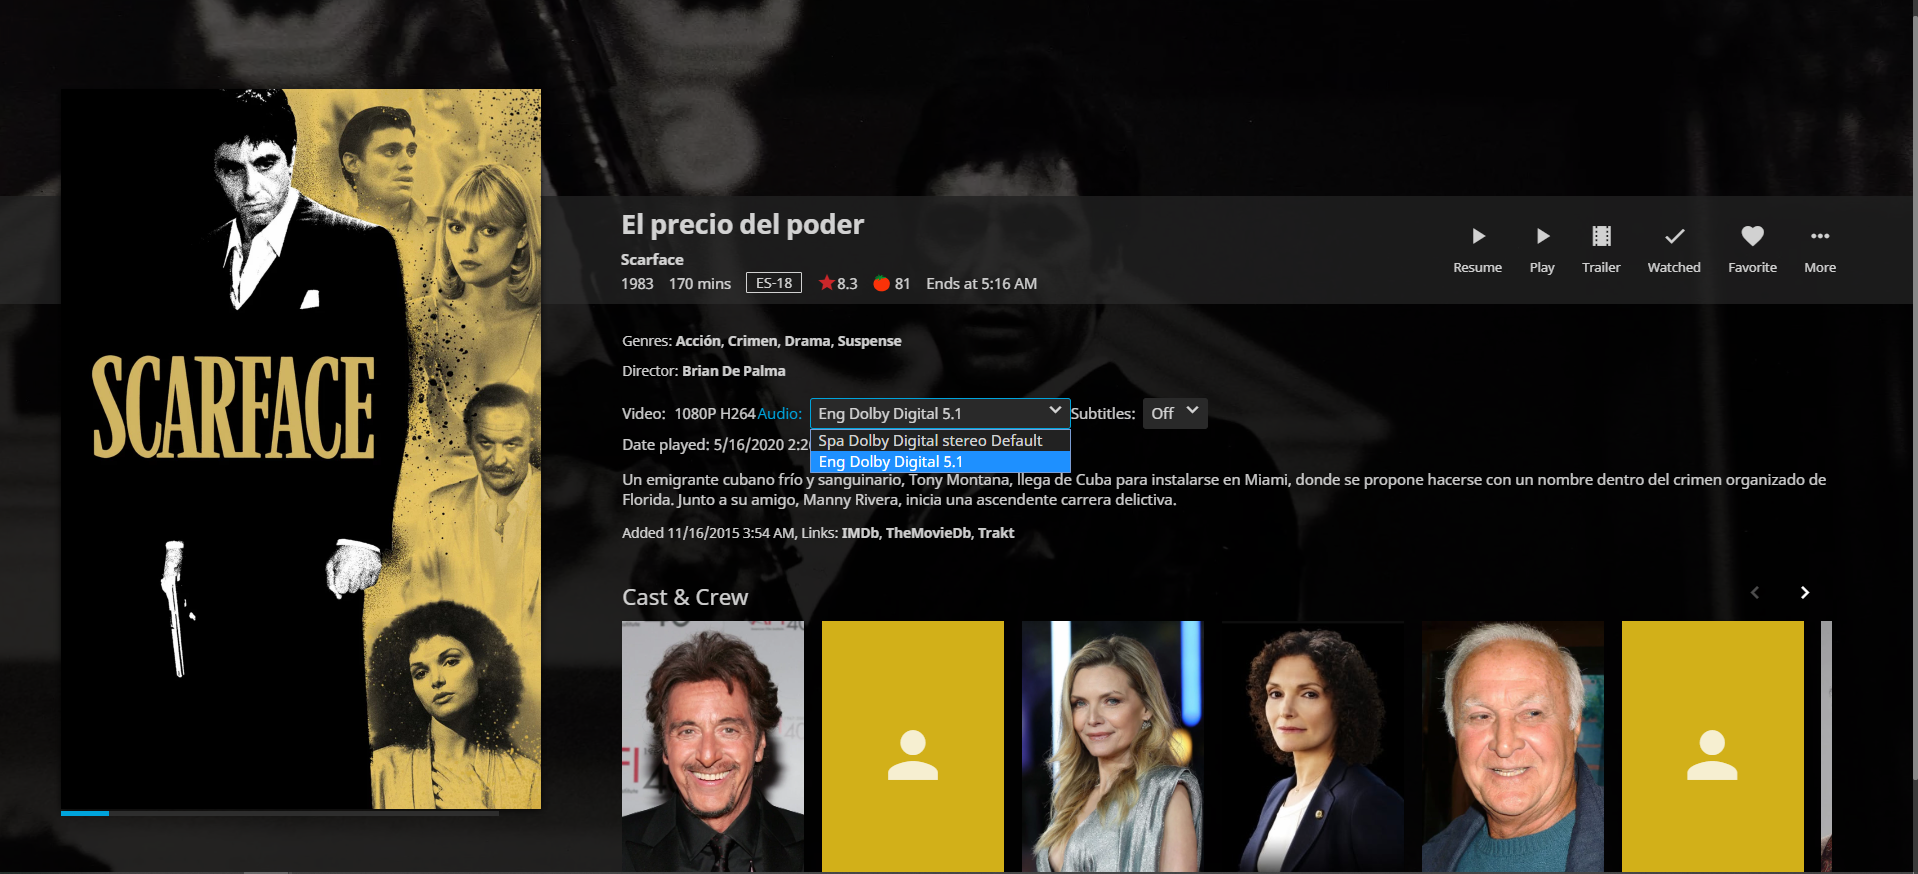 SCARFACE
El precio del poder
Scarface
1983 170 mins ES-18 8.3 81 Ends at 5:16 AM
Resume Play Trailer Watched Favorite More
Genres: Acción, Crimen, Drama, Suspense
Director: Brian De Palma
Video: 1080P H264 Audio: Eng Dolby Digital 5.1 Subtitles: Off
Spa Dolby Digital stereo Default
Eng Dolby Digital 5.1
Date played: 5/16/2020
Un emigrante cubano frío y sanguinario, Tony Montana, llega de Cuba para instalarse en Miami, donde se propone hacerse con un nombre dentro del crimen organizado de
Florida. Junto a su amigo, Manny Rivera, inicia una ascendente carrera delictiva.
Added 11/16/2015 3:54 AM, Links: IMDb, TheMovieDb, Trakt
Cast & Crew